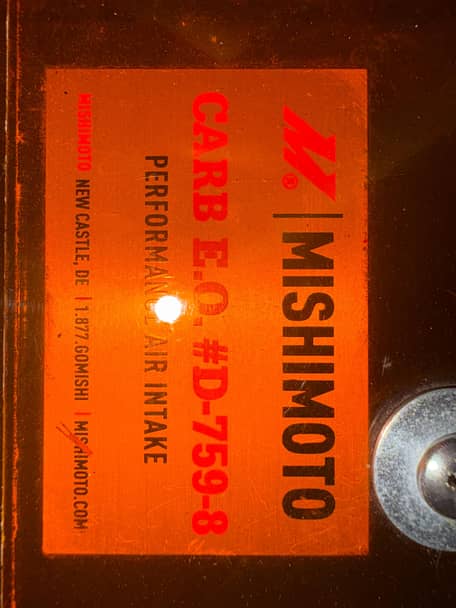 M® | MISHIMOTO
CARB E.O. #D-759-8
PERFORMANCE AIR INTAKE
MISHIMOTO NEW CASTLE, DE | 1.877.GOMISHI | MISHIMOTO.COM